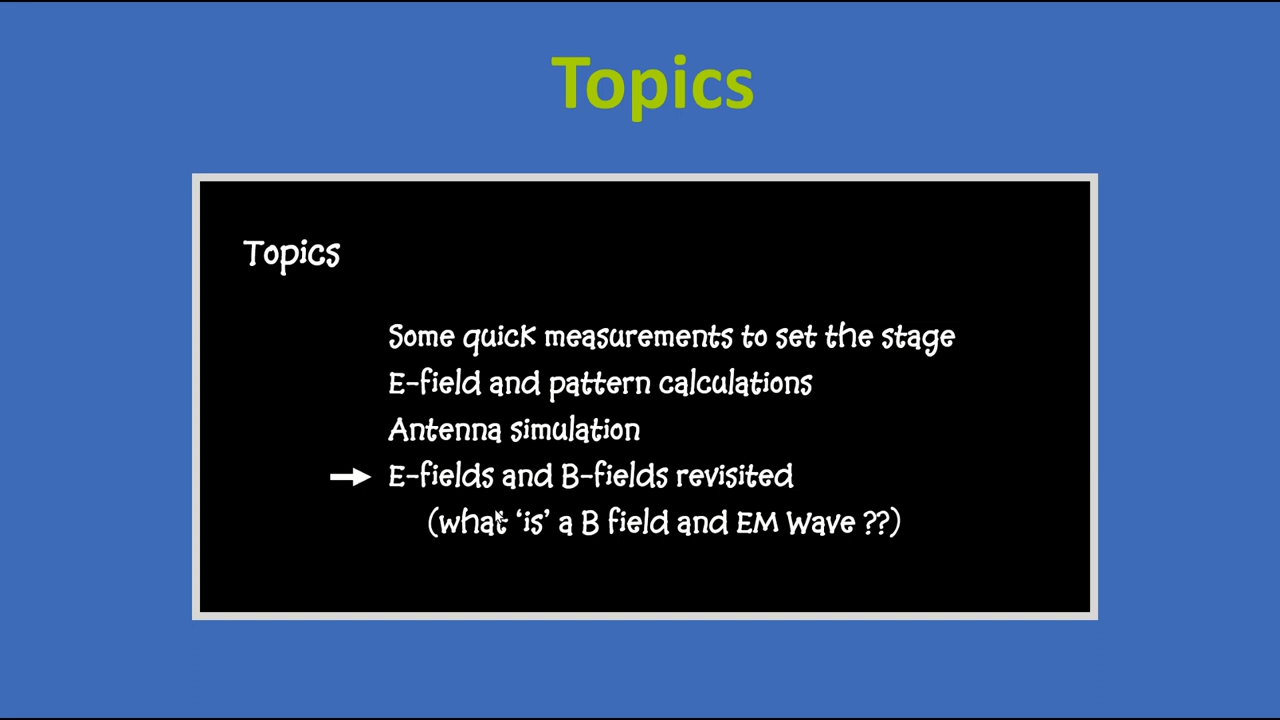 Topics
Topics
Some quick measurements to set the stage
E-field and pattern calculations
Antenna simulation
E-fields and B-fields revisited
(what ‘is’ a B field and EM Wave ??)